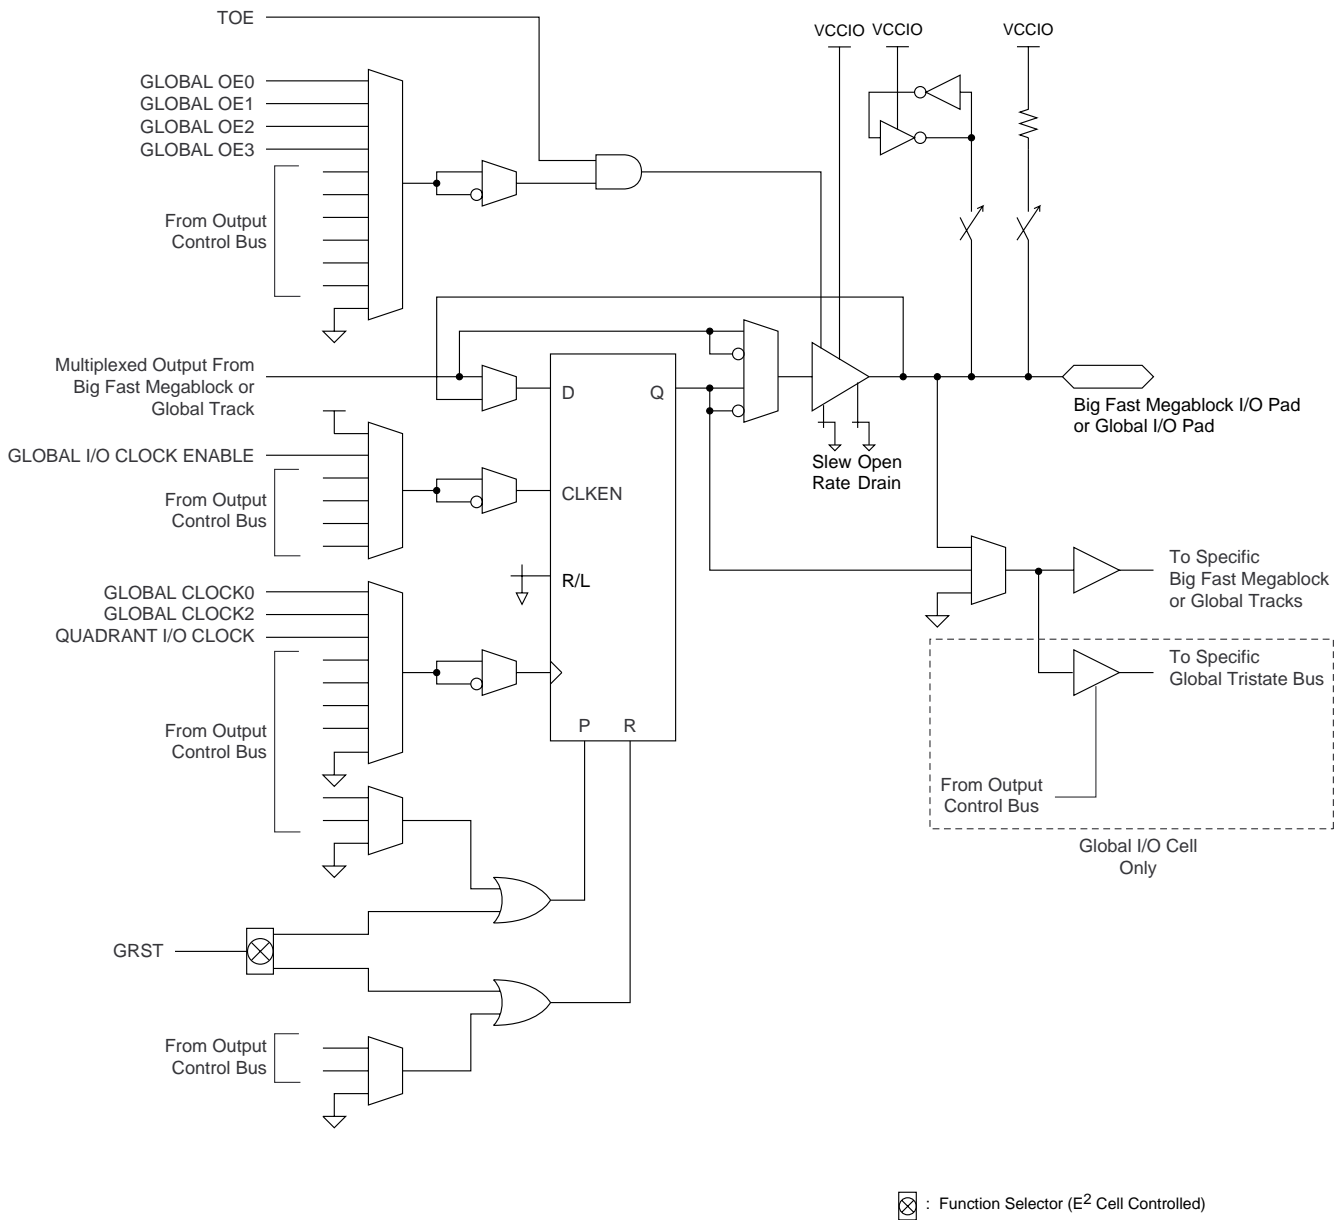 TOE
VCCIO VCCIO VCCIO
GLOBAL OE0
GLOBAL OE1
GLOBAL OE2
GLOBAL OE3
From Output
Control Bus
Multiplexed Output From
Big Fast Megablock or
Global Track
D Q
Big Fast Megablock I/O Pad
or Global I/O Pad
GLOBAL I/O CLOCK ENABLE
Slew Open
Rate Drain
From Output
Control Bus
CLKEN
R/L
To Specific
Big Fast Megablock
or Global Tracks
GLOBAL CLOCK0
GLOBAL CLOCK2
QUADRANT I/O CLOCK
To Specific
Global Tristate Bus
From Output
Control Bus
P R
From Output
Control Bus
Global I/O Cell
Only
GRST
From Output
Control Bus
: Function Selector (E2 Cell Controlled)